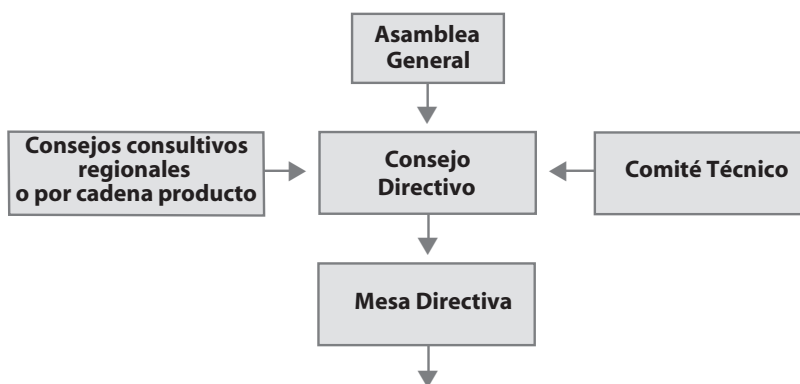 Asamblea
General
Consejos consultivos
regionales
o por cadena producto
Consejo
Directivo
Comité Técnico
Mesa Directiva